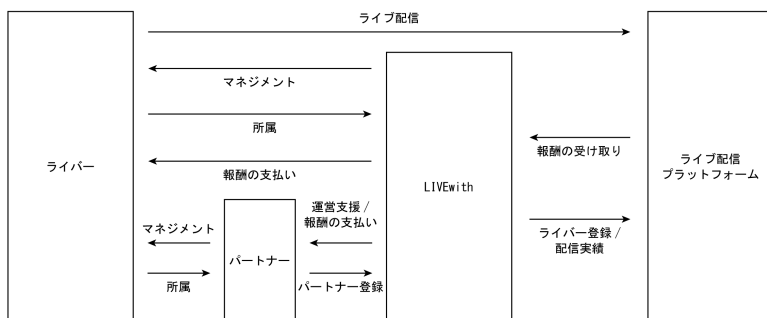 ライブ配信
マネジメント
所属
報酬の受け取り
ライバー
報酬の支払い
LIVEwith
ライブ配信
プラットフォーム
運営支援 /
報酬の支払い
マネジメント
パートナー
ライバー登録 /
配信実績
所属
パートナー登録